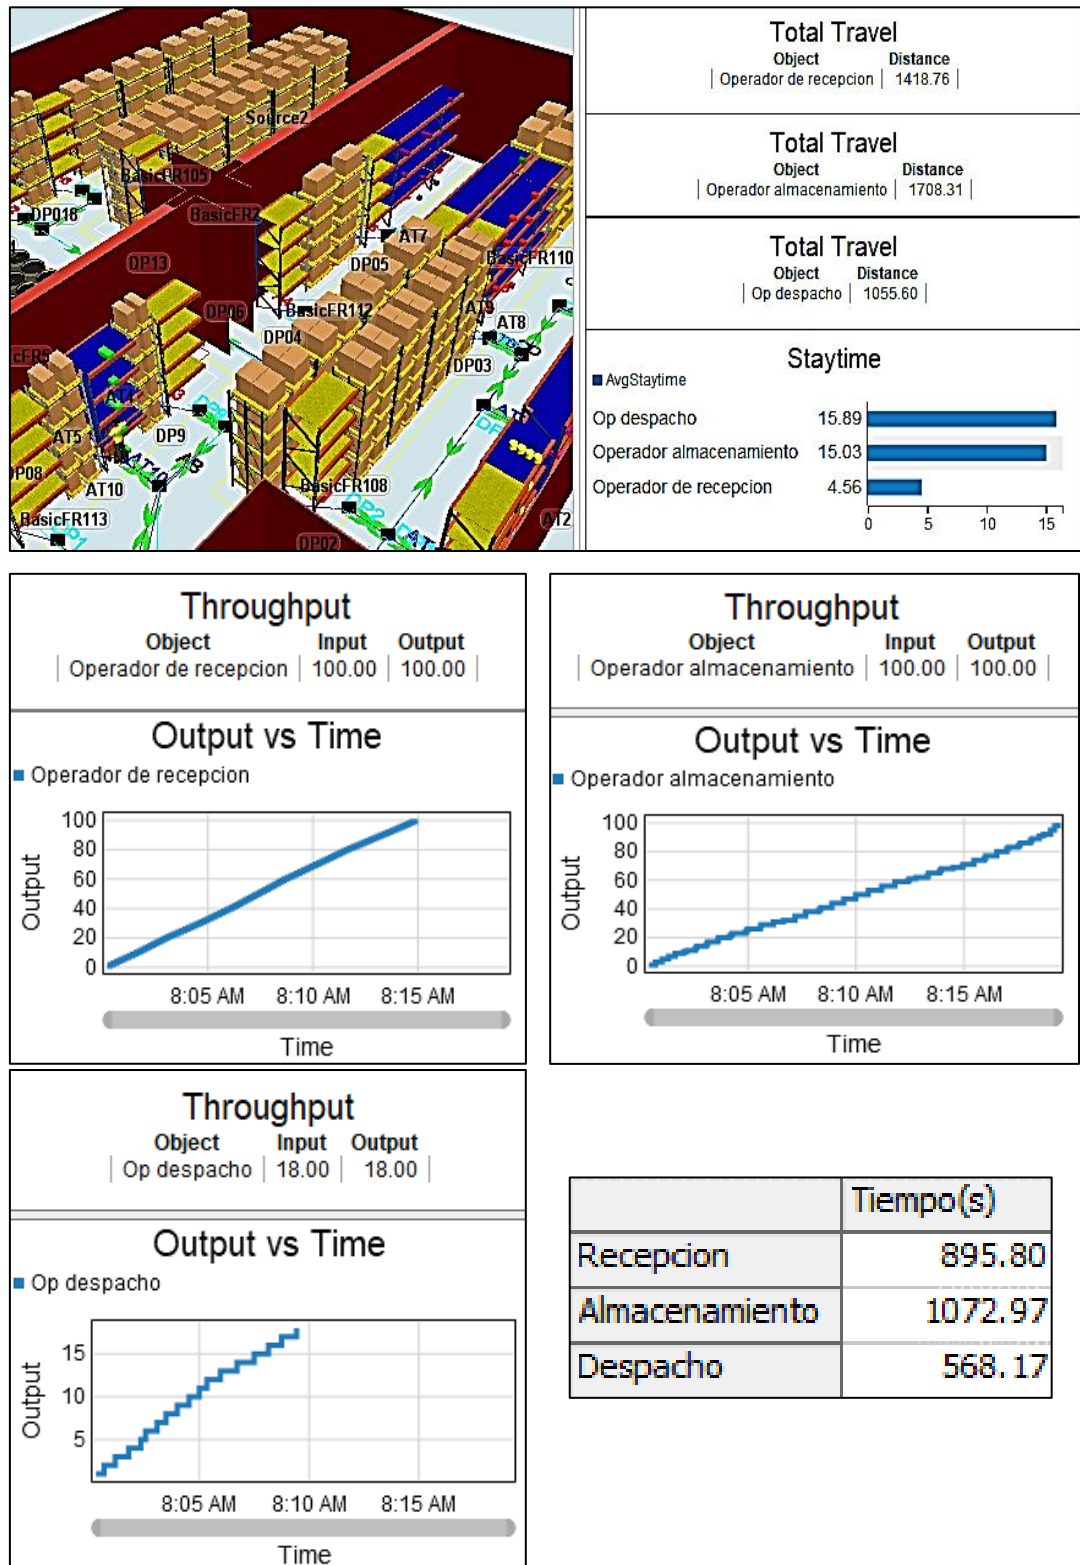 Source2
BasicFR105
DP018
BasicFR2
DP13
AT7
DP05
BasicFR110
DP06
BasicFR112
AT9
AT8
DP04
DP03
cFR5
AT5
DP9
DP08
AT10
AT10
BasicFR108
BasicFR113
DP1
DP2
DP02
AT2
Total Travel
Object Distance
Operador de recepcion 1418.76
Total Travel
Object Distance
Operador almacenamiento 1708.31
Total Travel
Object Distance
Op despacho 1055.60
Staytime
AvgStaytime
Op despacho 15.89
Operador almacenamiento 15.03
Operador de recepcion 4.56
0 5 10 15
Throughput
Object Input Output
Operador de recepcion 100.00 100.00
Output vs Time
Operador de recepcion
100
80
60
40
20
0
Output
8:05 AM 8:10 AM 8:15 AM
Time
Throughput
Object Input Output
Operador almacenamiento 100.00 100.00
Output vs Time
Operador almacenamiento
100
80
60
40
20
0
Output
8:05 AM 8:10 AM 8:15 AM
Time
Throughput
Object Input Output
Op despacho 18.00 18.00
Output vs Time
Op despacho
15
10
5
Output
8:05 AM 8:10 AM 8:15 AM
Time
Tiempo(s)
Recepcion 895.80
Almacenamiento 1072.97
Despacho 568.17